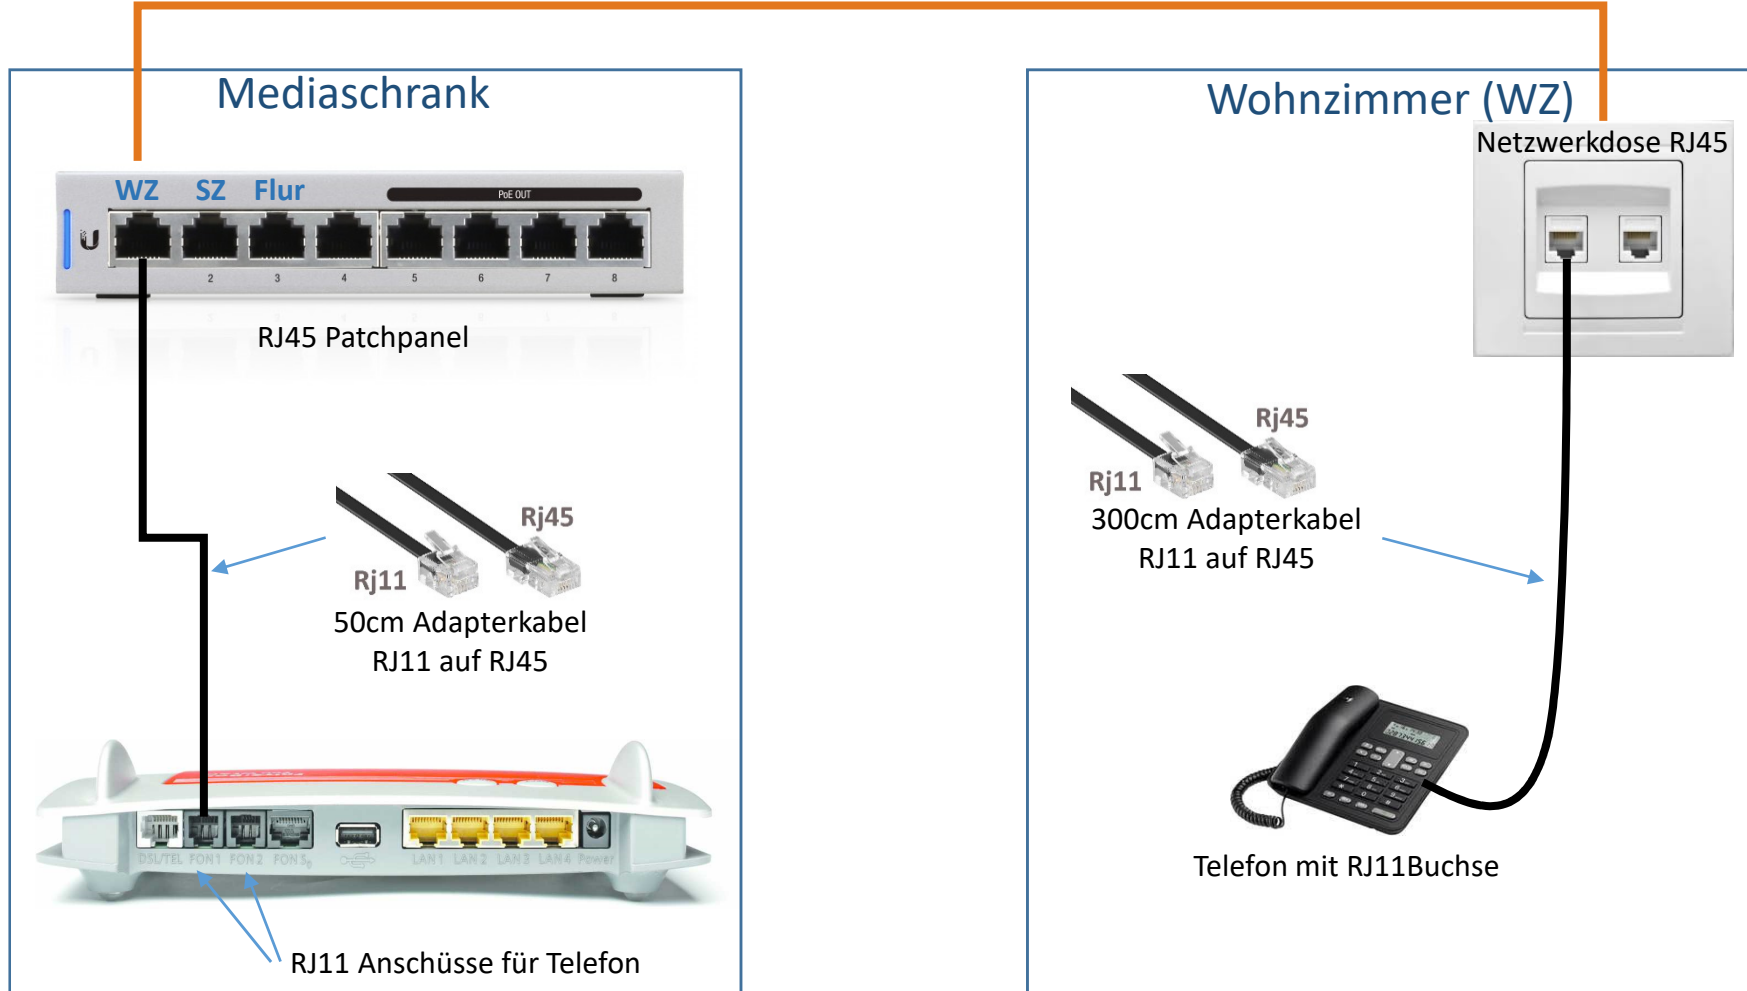 Mediaschrank
WZ SZ Flur
PoE OUT
2 3 4 5 6 7 8
RJ45 Patchpanel
Rj45
Rj11
50cm Adapterkabel
RJ11 auf RJ45
DSL/TEL FON 1 FON 2 FON S0 LAN 1 LAN 2 LAN 3 LAN 4 Power
RJ11 Anschüsse für Telefon
Wohnzimmer (WZ)
Netzwerkdose RJ45
Rj45
Rj11
300cm Adapterkabel
RJ11 auf RJ45
Telefon mit RJ11Buchse